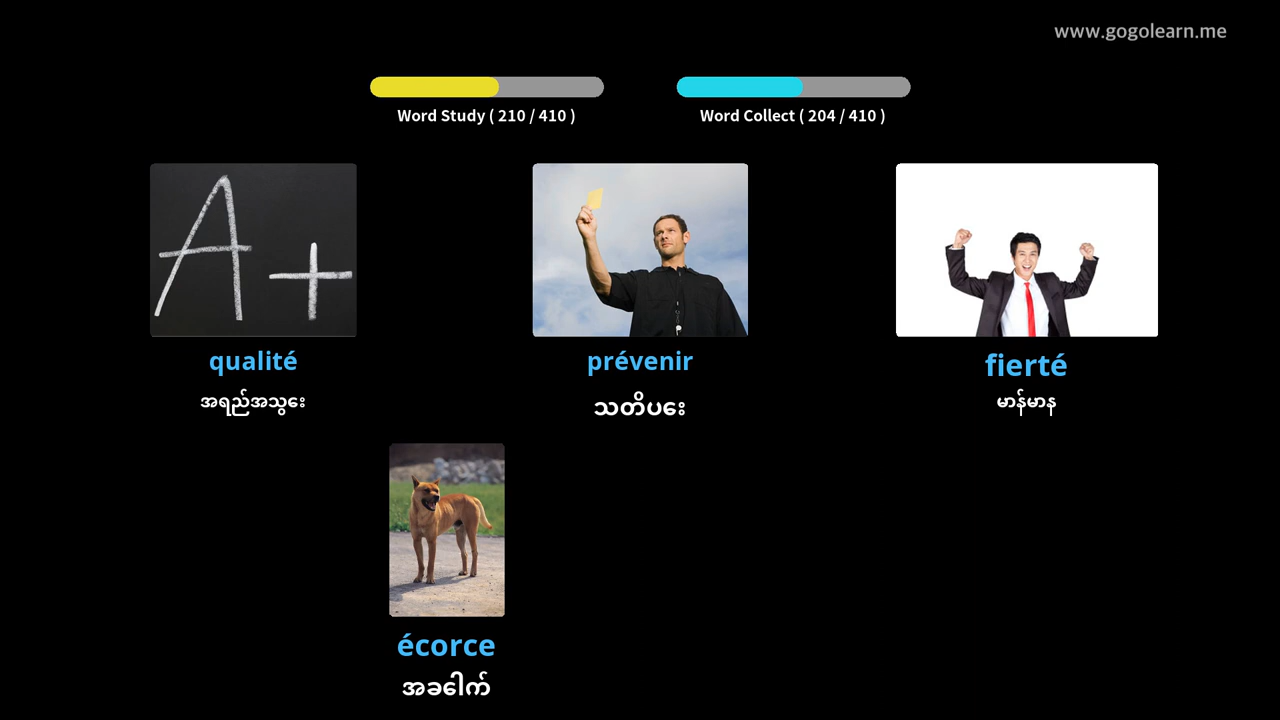 www.gogolearn.me
Word Study ( 210 / 410 )
Word Collect ( 204 / 410 )
A+
qualité
prévenir
fierté
အရည်အသွေး
သတိပေး
မာန်မာန
écorce
အခေါက်